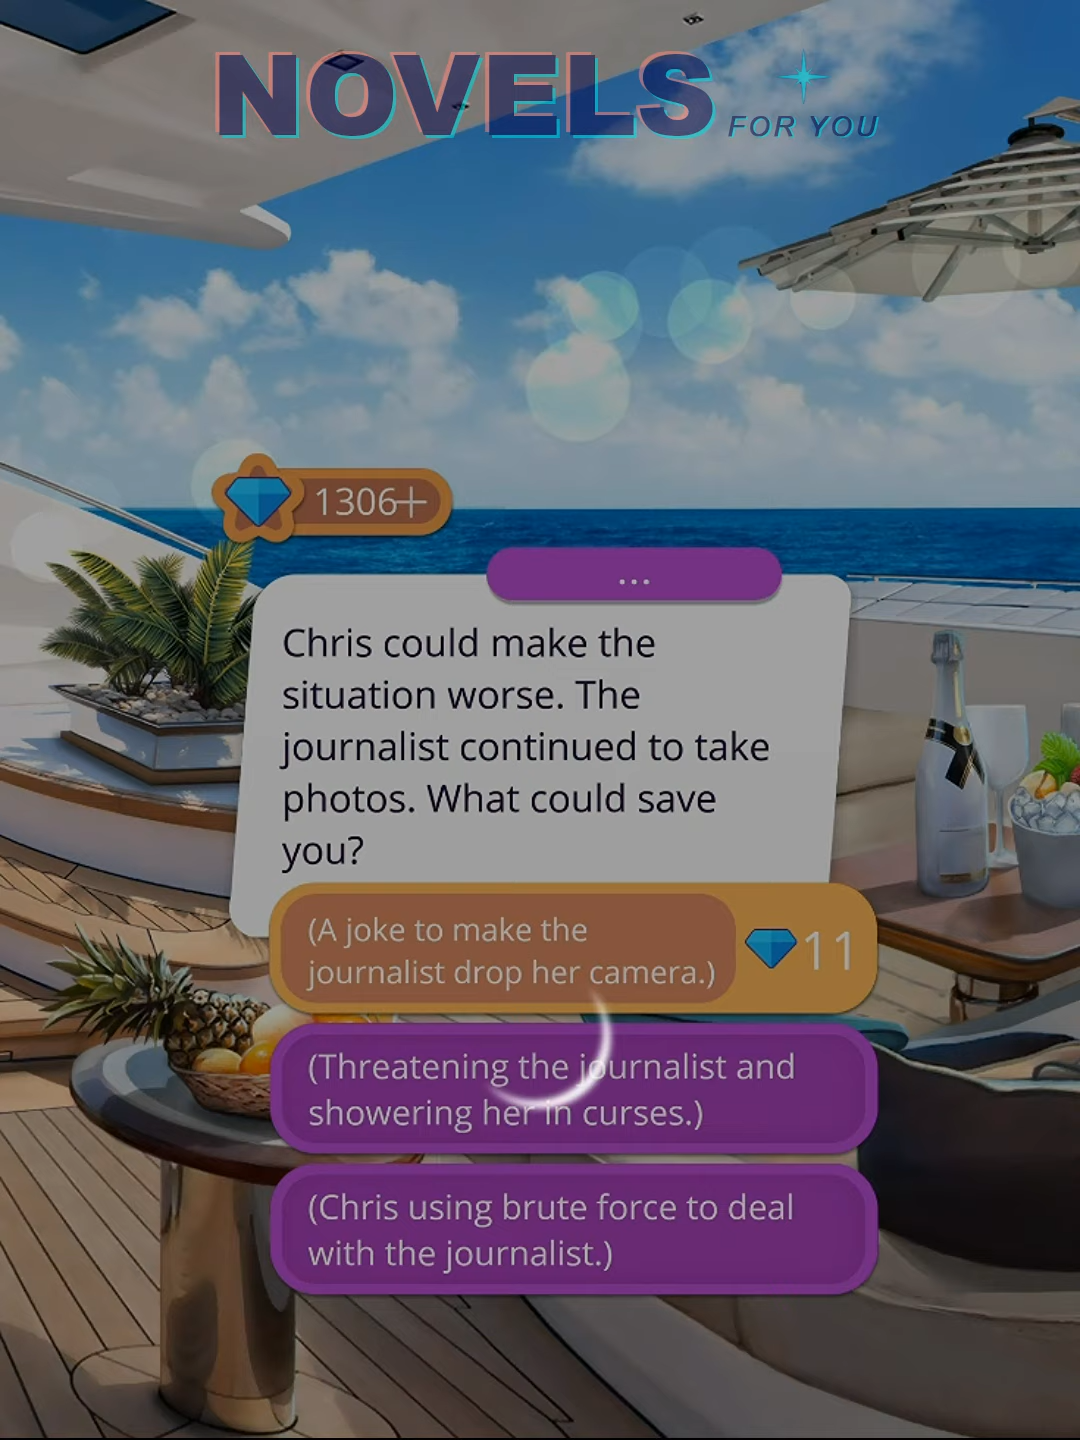 NOVELS
FOR YOU
1306+
...
Chris could make the
situation worse. The
journalist continued to take
photos. What could save
you?
(A joke to make the
journalist drop her camera.)
11
(Threatening the journalist and
showering her in curses.)
(Chris using brute force to deal
with the journalist.)